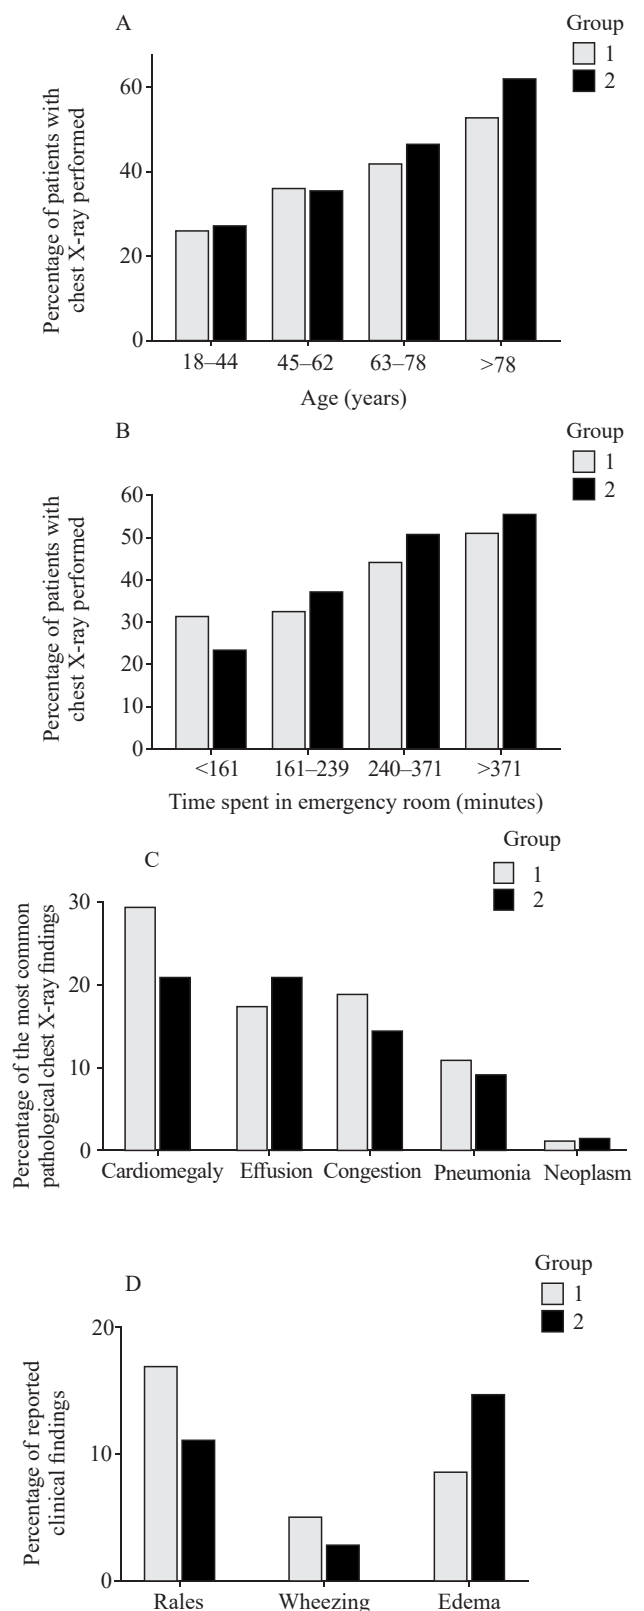 A
Group
1
2
Percentage of patients with
chest X-ray performed
60
40
20
0
18–44
45–62
63–78
>78
Age (years)
B
Group
1
2
Percentage of patients with
chest X-ray performed
60
50
40
30
20
10
0
<161
161–239
240–371
>371
Time spent in emergency room (minutes)
C
Group
1
2
Percentage of the most common
pathological chest X-ray findings
30
20
10
0
Cardiomegaly
Effusion
Congestion
Pneumonia
Neoplasm
D
Group
1
2
Percentage of reported
clinical findings
20
10
0
Rales
Wheezing
Edema